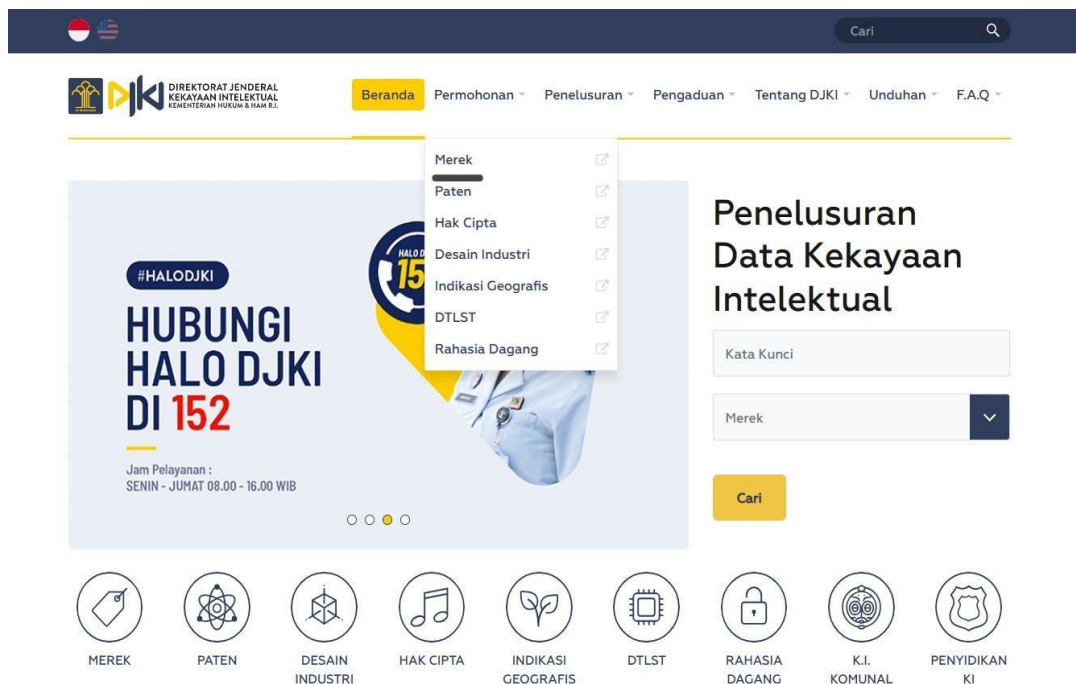 Cari
DIREKTORAT JENDERAL
KEKAYAAN INTELEKTUAL
KEMENTERIAN HUKUM & HAM R.I.
Beranda Permohonan Penelusuran Pengaduan Tentang DJKI Unduhan F.A.Q
Merek
Paten
Hak Cipta
Desain Industri
Indikasi Geografis
DTLST
Rahasia Dagang
#HALODJKI
HUBUNGI
HALO DJKI
DI 152
Jam Pelayanan :
SENIN - JUMAT 08.00 - 16.00 WIB
HALO D
15
Penelusuran
Data Kekayaan
Intelektual
Kata Kunci
Merek
Cari
MEREK
PATEN
DESAIN
INDUSTRI
HAK CIPTA
INDIKASI
GEOGRAFIS
DTLST
RAHASIA
DAGANG
K.I.
KOMUNAL
PENYIDIKAN
KI